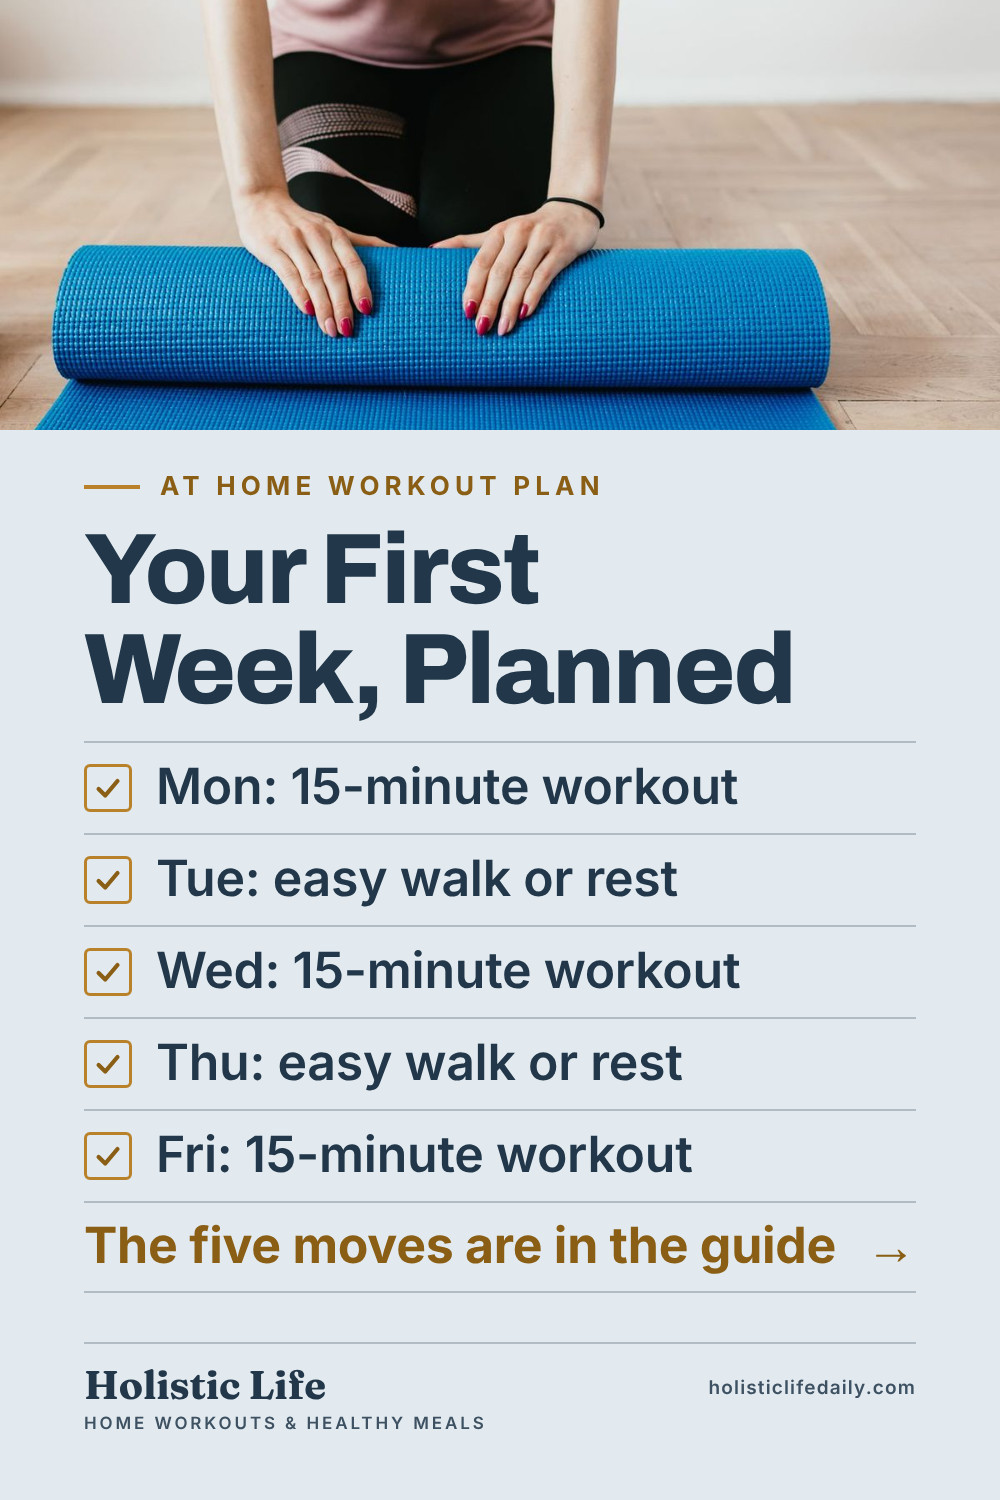 AT HOME WORKOUT PLAN
Your First
Week, Planned
Mon: 15-minute workout
Tue: easy walk or rest
Wed: 15-minute workout
Thu: easy walk or rest
Fri: 15-minute workout
The five moves are in the guide →
Holistic Life
HOME WORKOUTS & HEALTHY MEALS
holisticlifedaily.com